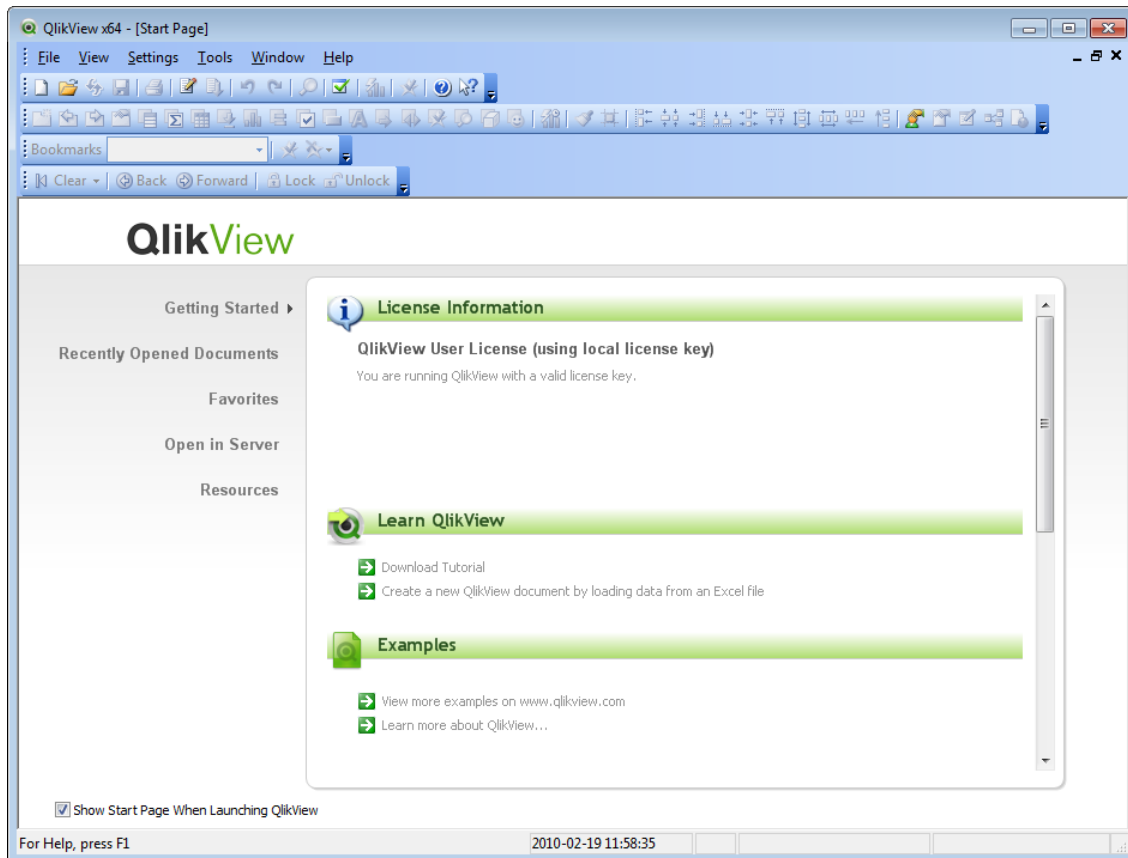 QlikView x64 - [Start Page]
File View Settings Tools Window Help
Bookmarks
Clear Back Forward Lock Unlock
QlikView
Getting Started
Recently Opened Documents
Favorites
Open in Server
Resources
License Information
QlikView User License (using local license key)
You are running QlikView with a valid license key.
Learn QlikView
Download Tutorial
Create a new QlikView document by loading data from an Excel file
Examples
View more examples on www.qlikview.com
Learn more about QlikView...
Show Start Page When Launching QlikView
For Help, press F1 2010-02-19 11:58:35